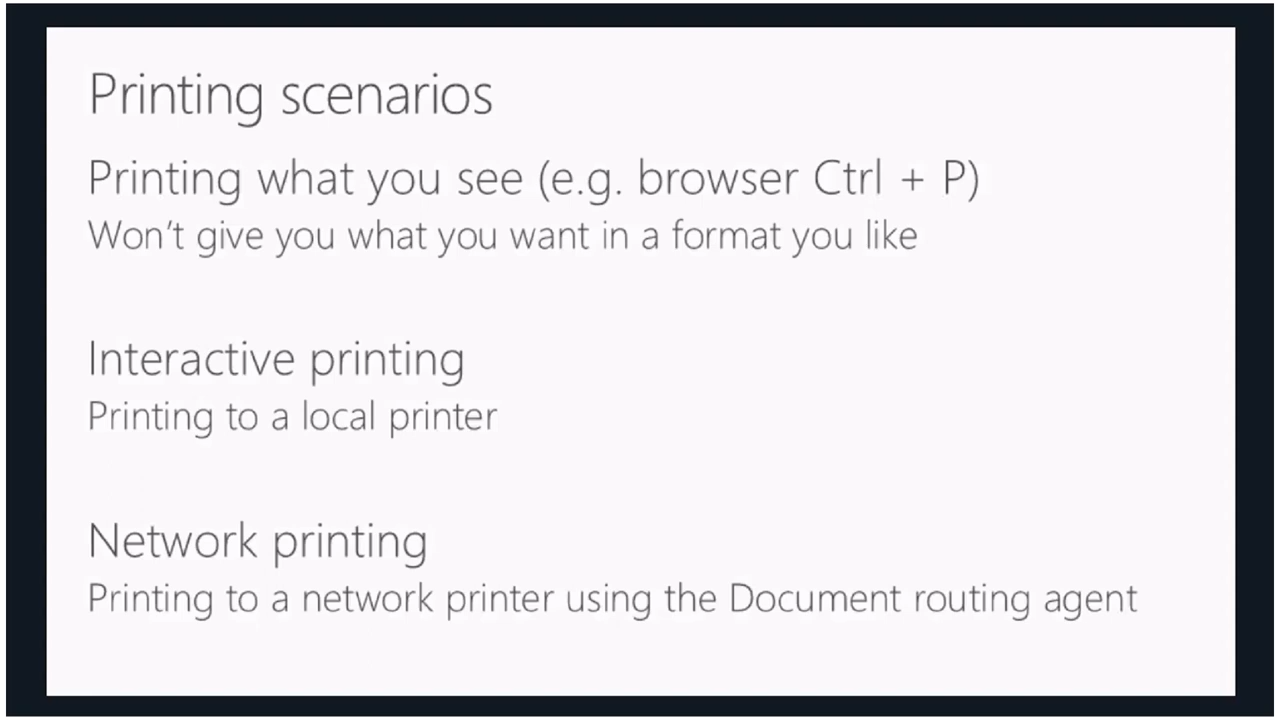 Printing scenarios
Printing what you see (e.g. browser Ctrl + P)
Won't give you what you want in a format you like
Interactive printing
Printing to a local printer
Network printing
Printing to a network printer using the Document routing agent